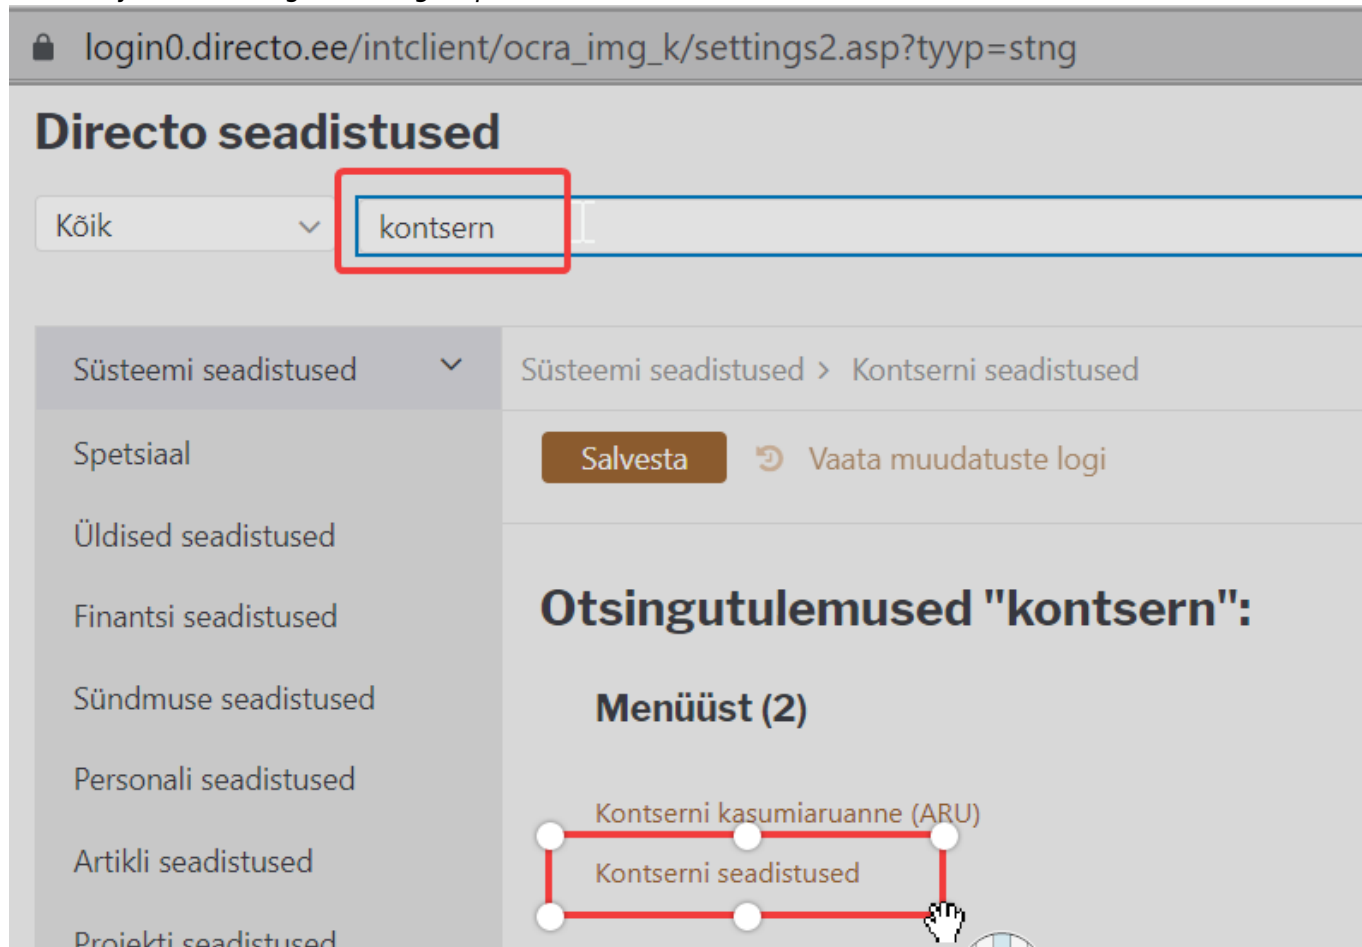 login0.directo.ee/intclient/ocra_img_k/settings2.asp?tyyp=stng
Directo seadistused
Kõik
kontsern
Süsteemi seadistused
Süsteemi seadistused > Kontserni seadistused
Spetsiaal
Salvesta
Vaata muudatuste logi
Üldised seadistused
Finantsi seadistused
Otsingutulemused "kontsern":
Sündmuse seadistused
Menüüst (2)
Personali seadistused
Kontserni kasumiaruanne (ARU)
Artikli seadistused
Kontserni seadistused
Projekti seadistused